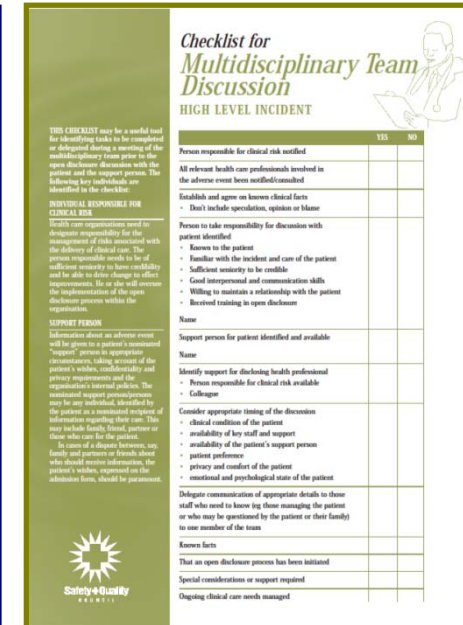 Checklist for
Multidisciplinary Team
Discussion
HIGH LEVEL INCIDENT
THIS CHECKLIST may be a useful tool
for identifying tasks to be completed
or delegated during a meeting of the
multidisciplinary team prior to the
open disclosure discussion with the
patient and the support person. The
following key individuals are
identified in the checklist:
INDIVIDUAL RESPONSIBLE FOR
CLINICAL RISK
Health care organisations need to
designate responsibility for the
management of risks associated with
the delivery of clinical care. The
person responsible needs to be of
sufficient seniority to have credibility
and be able to drive change to effect
improvements. He or she will oversee
the implementation of the open
disclosure process within the
organisation.
SUPPORT PERSON
Information about an adverse event
will be given to a patient's nominated
"support" person in appropriate
circumstances, taking account of the
patient's wishes, confidentiality and
privacy requirements and the
organisation's internal policies. The
nominated support person/persons
may be any individual, identified by
the patient as a nominated recipient of
information regarding their care. This
may include family, friend, partner or
those who care for the patient.
In cases of a dispute between, say,
family and partners or friends about
who should receive information, the
patient's wishes, expressed on the
admission form, should be paramount.
Safety+Quality
COUNCIL
YES NO
Person responsible for clinical risk notified
All relevant health care professionals involved in
the adverse event been notified/consulted
Establish and agree on known clinical facts
• Don't include speculation, opinion or blame
Person to take responsibility for discussion with
patient identified
• Known to the patient
• Familiar with the incident and care of the patient
• Sufficient seniority to be credible
• Good interpersonal and communication skills
• Willing to maintain a relationship with the patient
• Received training in open disclosure
Name
Support person for patient identified and available
Name
Identify support for disclosing health professional
• Person responsible for clinical risk available
• Colleague
Consider appropriate timing of the discussion
• clinical condition of the patient
• availability of key staff and support
• availability of the patient's support person
• patient preference
• privacy and comfort of the patient
• emotional and psychological state of the patient
Delegate communication of appropriate details to those
staff who need to know (eg those managing the patient
or who may be questioned by the patient or their family)
to one member of the team
Known facts
That an open disclosure process has been initiated
Special considerations or support required
Ongoing clinical care needs managed